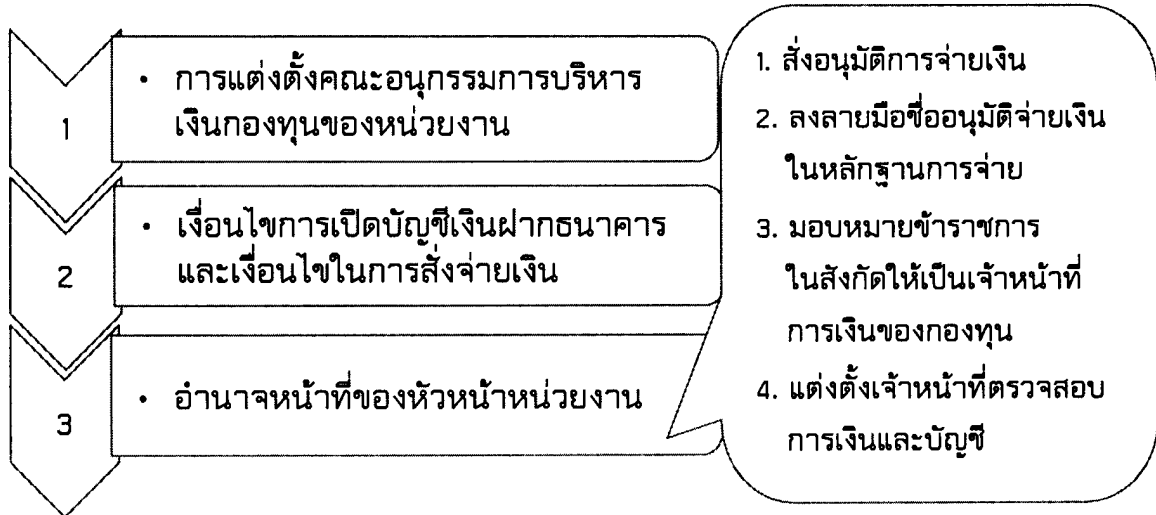 1
• การแต่งตั้งคณะอนุกรรมการบริหาร
เงินกองทุนของหน่วยงาน
2
• เงื่อนไขการเปิดบัญชีเงินฝากธนาคาร
และเงื่อนไขในการสั่งจ่ายเงิน
3
• อำนาจหน้าที่ของหัวหน้าหน่วยงาน
1. สั่งอนุมัติการจ่ายเงิน
2. ลงลายมือชื่ออนุมัติจ่ายเงิน
ในหลักฐานการจ่าย
3. มอบหมายข้าราชการ
ในสังกัดให้เป็นเจ้าหน้าที่
การเงินของกองทุน
4. แต่งตั้งเจ้าหน้าที่ตรวจสอบ
การเงินและบัญชี